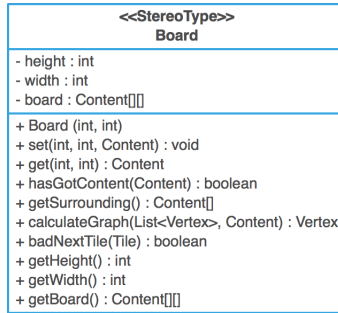 <<StereoType>>
Board
- height : int
- width : int
- board : Content[][]
+ Board (int, int)
+ set(int, int, Content) : void
+ get(int, int) : Content
+ hasGotContent(Content) : boolean
+ getSurrounding() : Content[]
+ calculateGraph(List<Vertex>, Content) : Vertex
+ badNextTile(Tile) : boolean
+ getHeight() : int
+ getWidth() : int
+ getBoard() : Content[][]